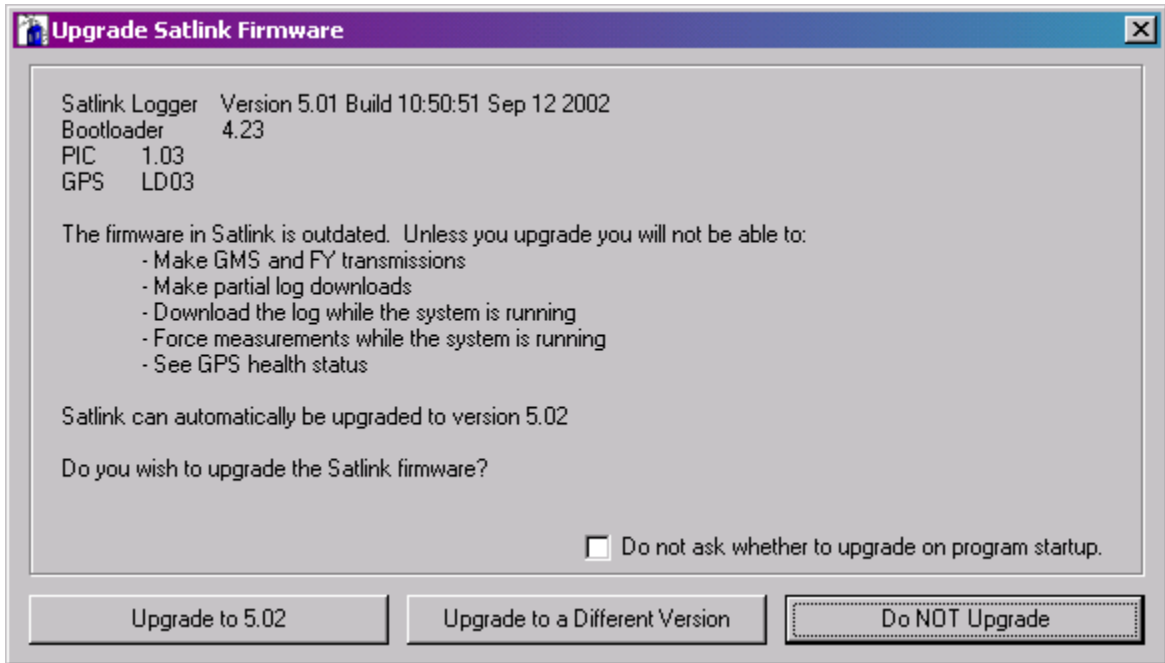 Upgrade Satlink Firmware
Satlink Logger Version 5.01 Build 10:50:51 Sep 12 2002
Bootloader 4.23
PIC 1.03
GPS LD03
The firmware in Satlink is outdated. Unless you upgrade you will not be able to:
- Make GMS and FY transmissions
- Make partial log downloads
- Download the log while the system is running
- Force measurements while the system is running
- See GPS health status
Satlink can automatically be upgraded to version 5.02
Do you wish to upgrade the Satlink firmware?
Do not ask whether to upgrade on program startup.
Upgrade to 5.02 Upgrade to a Different Version Do NOT Upgrade